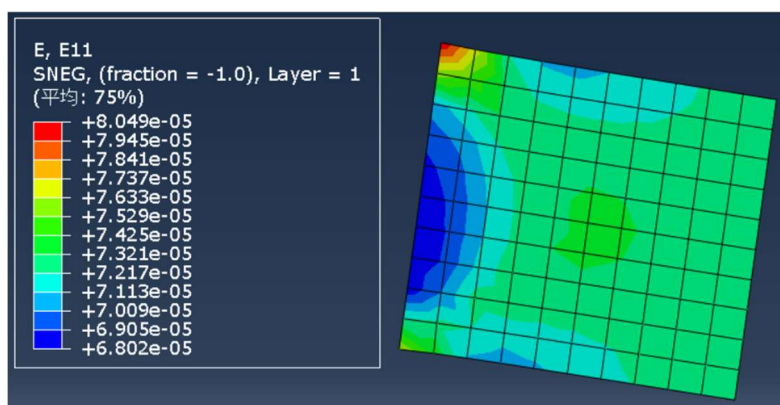 E, E11
SNEG, (fraction = -1.0), Layer = 1
(平均: 75%)
+8.049e-05
+7.945e-05
+7.841e-05
+7.737e-05
+7.633e-05
+7.529e-05
+7.425e-05
+7.321e-05
+7.217e-05
+7.113e-05
+7.009e-05
+6.905e-05
+6.802e-05